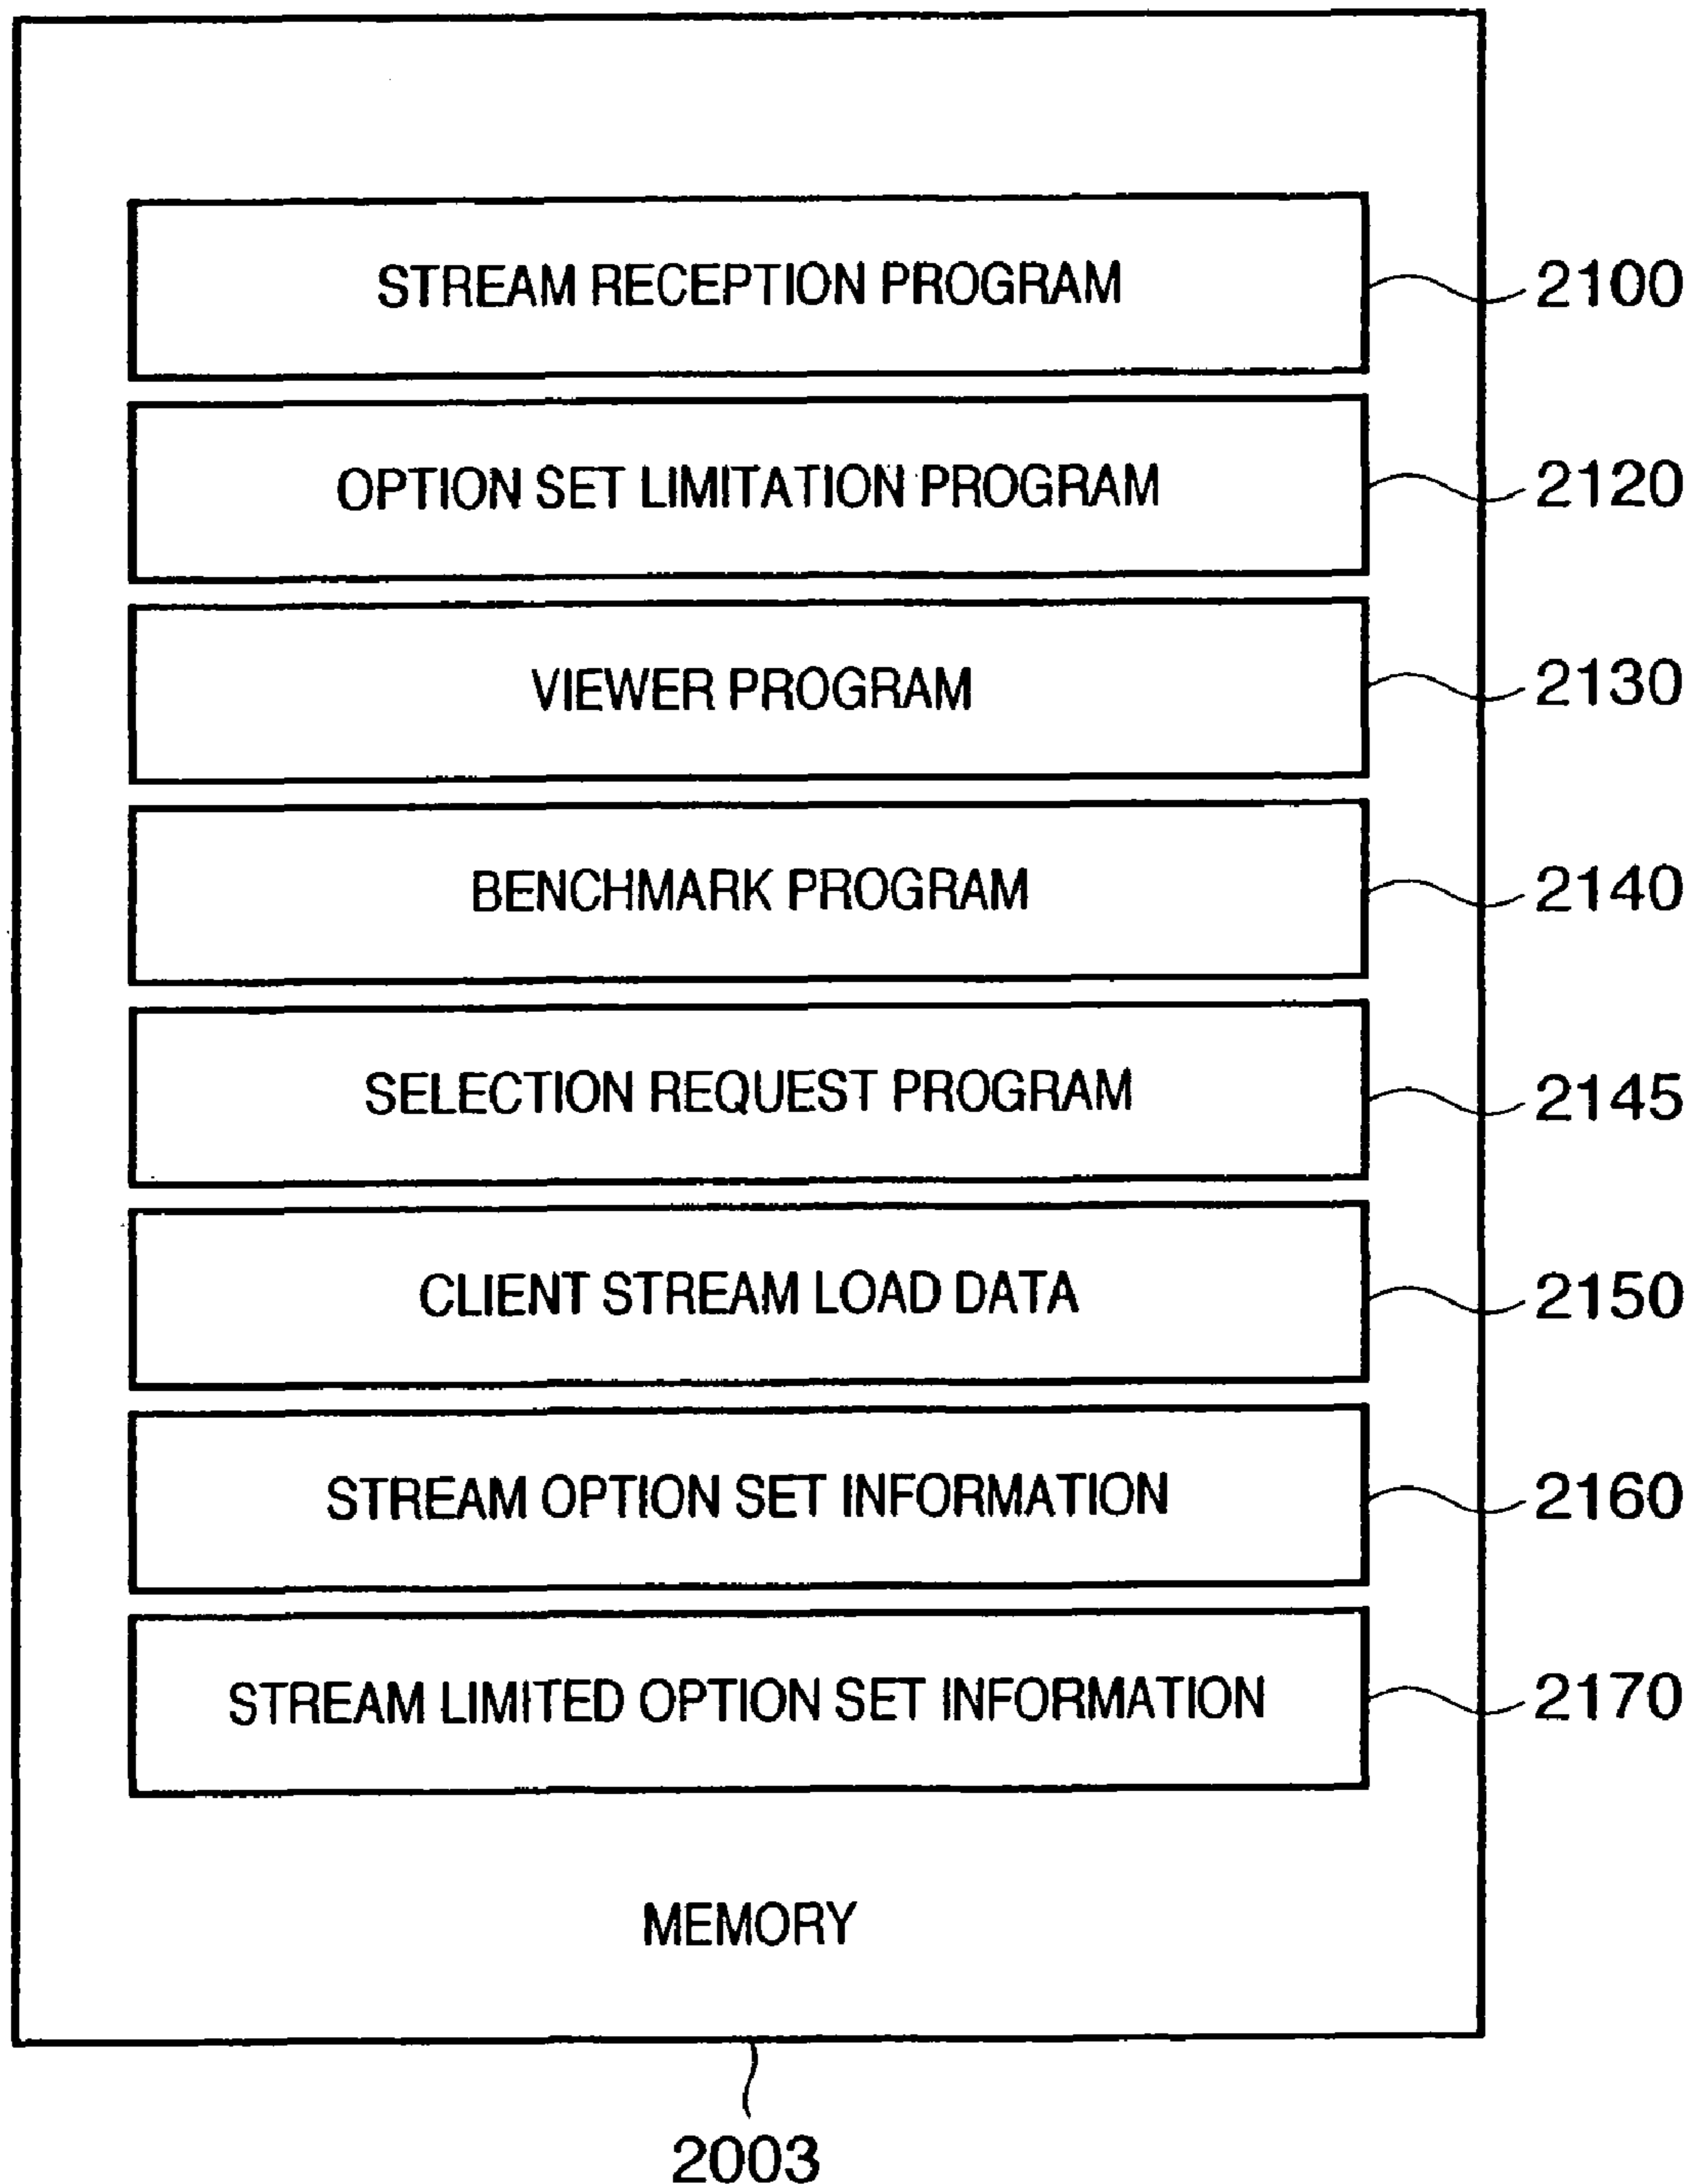 STREAM RECEPTION PROGRAM 2100
OPTION SET LIMITATION PROGRAM 2120
VIEWER PROGRAM 2130
BENCHMARK PROGRAM 2140
SELECTION REQUEST PROGRAM 2145
CLIENT STREAM LOAD DATA 2150
STREAM OPTION SET INFORMATION 2160
STREAM LIMITED OPTION SET INFORMATION 2170
MEMORY
2003